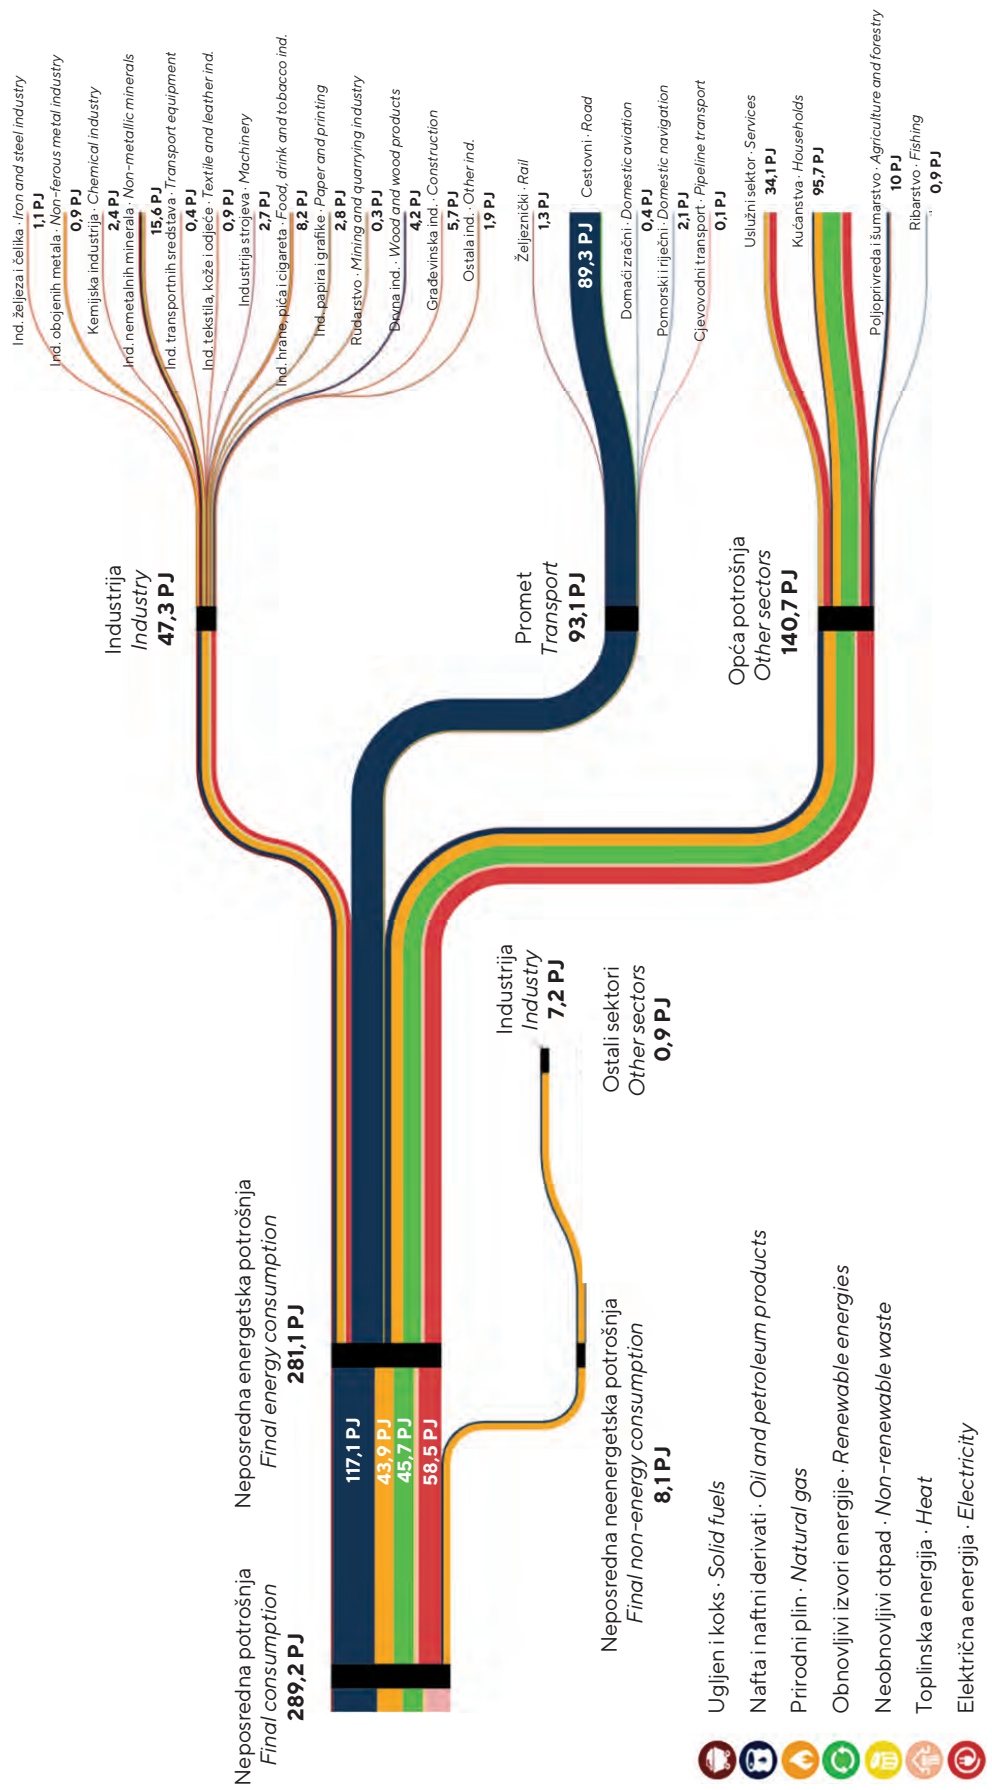 Neposredna potrošnja
Final consumption
289,2 PJ
Neposredna energetska potrošnja
Final energy consumption
281,1 PJ
117,1 PJ
43,9 PJ
45,7 PJ
58,5 PJ
Neposredna neenergetska potrošnja
Final non-energy consumption
8,1 PJ
Industrija
Industry
7,2 PJ
Ostali sektori
Other sectors
0,9 PJ
Industrija
Industry
47,3 PJ
Promet
Transport
93,1 PJ
Opća potrošnja
Other sectors
140,7 PJ
Ind. željeza i čelika · Iron and steel industry
1,1 PJ
Ind. obojenih metala · Non-ferous metal industry
0,9 PJ
Kemijska industrija · Chemical industry
2,4 PJ
Ind. nemetalnih minerala · Non-metallic minerals
15,6 PJ
Ind. transportnih sredstava · Transport equipment
0,4 PJ
Ind. tekstila, kože i odjeće · Textile and leather ind.
0,9 PJ
Industrija strojeva · Machinery
2,7 PJ
Ind. hrane, pića i cigareta · Food, drink and tobacco ind.
8,2 PJ
Ind. papira i grafike · Paper and printing
2,8 PJ
Rudarstvo · Mining and quarrying industry
0,3 PJ
Drvna ind. · Wood and wood products
4,2 PJ
Građevinska ind. · Construction
5,7 PJ
Ostala ind. · Other ind.
1,9 PJ
Željeznički · Rail
1,3 PJ
Cestovni · Road
89,3 PJ
Domaći zračni · Domestic aviation
0,4 PJ
Pomorski i riječni · Domestic navigation
2,1 PJ
Cjevovodni transport · Pipeline transport
0,1 PJ
Uslužni sektor · Services
34,1 PJ
Kućanstva · Households
95,7 PJ
Poljoprivreda i šumarstvo · Agriculture and forestry
10 PJ
Ribarstvo · Fishing
0,9 PJ
Ugljen i koks · Solid fuels
Nafta i naftni derivati · Oil and petroleum products
Prirodni plin · Natural gas
Obnovljivi izvori energije · Renewable energies
Neobnovljivi otpad · Non-renewable waste
Toplinska energija · Heat
Električna energija · Electricity